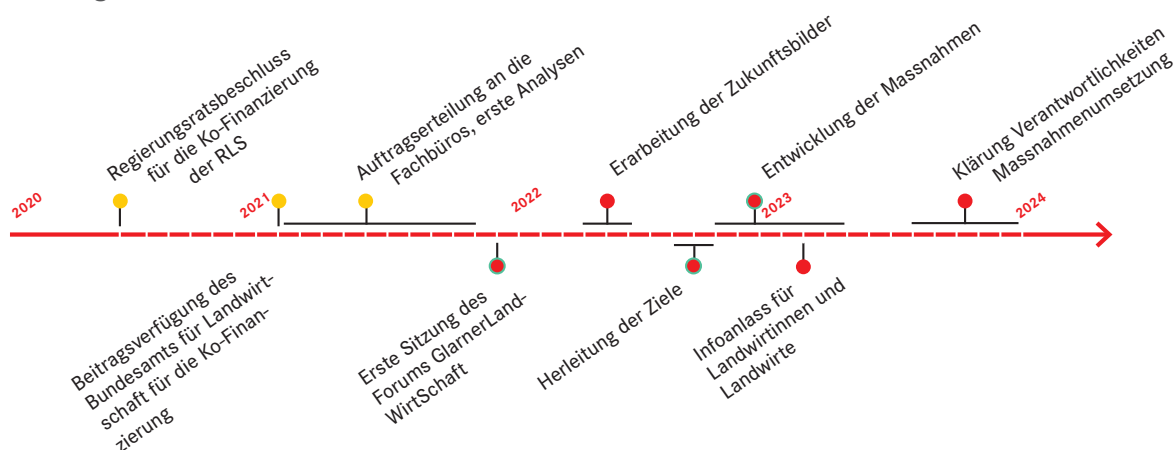 Regierungsratsbeschluss
für die Ko-Finanzierung
der RLS
Auftragserteilung an die
Fachbüros, erste Analysen
Erarbeitung der Zukunftsbilder
Entwicklung der Massnahmen
Klärung Verantwortlichkeiten
Massnahmenumsetzung
2020
2021
2022
2023
2024
Beitragsverfügung des
Bundesamts für Landwirt-
schaft für die Ko-Finan-
zierung
Erste Sitzung des
Forums GlarnerLand-
WirtSchaft
Herleitung der Ziele
Infoanlass für
Landwirtinnen und
Landwirte